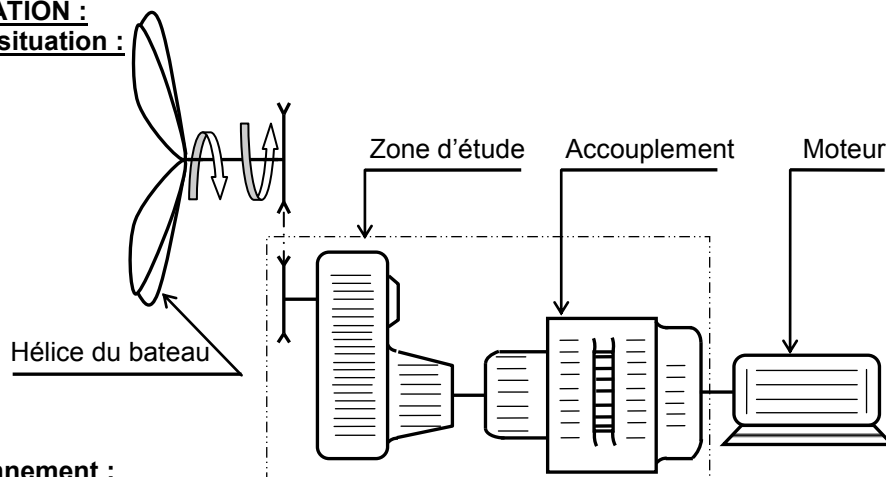 ATION :
situation :
Zone d'étude
Accouplement
Moteur
Hélice du bateau
nnement :